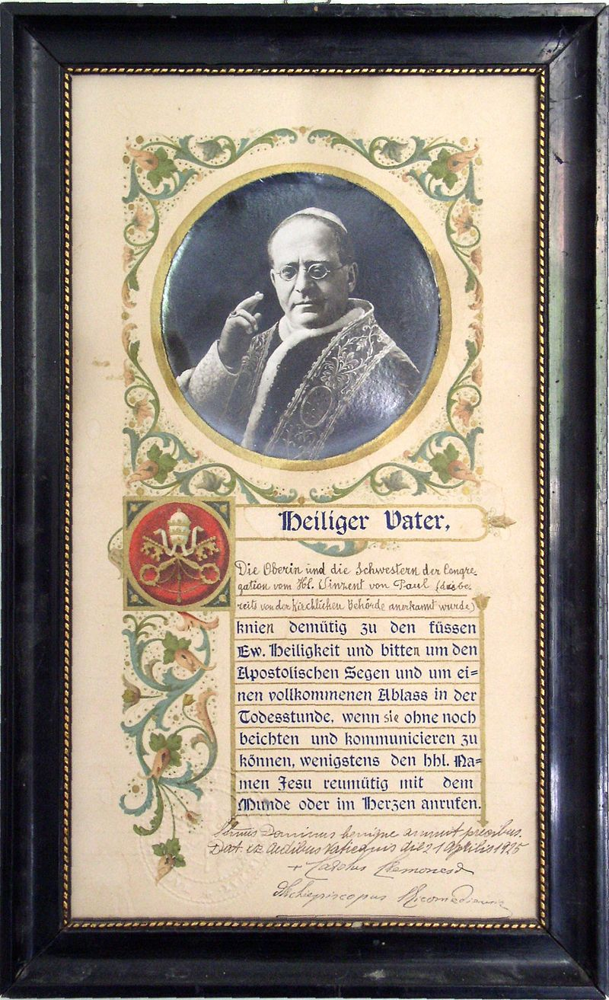 Heiliger Vater,
Die Oberin und die Schwestern der Congre-
gation vom Hl. Vinzent von Paul (das be-
reits von der Kirchlichen Behörde anerkannt wurde)
knien demütig zu den füssen
Ew. Heiligkeit und bitten um den
Apostolischen Segen und um ei=
nen vollkommenen Ablass in der
Todesstunde, wenn sie ohne noch
beichten und kommunicieren zu
können, wenigstens den hhl. Na=
men Jesu reumütig mit dem
Munde oder im Herzen anrufen.
Dominus benigne annuit precibus.
Dat. ex aedibus Vaticanis die 21 Aprilis 1925
+ Carolus
Archiepiscopus